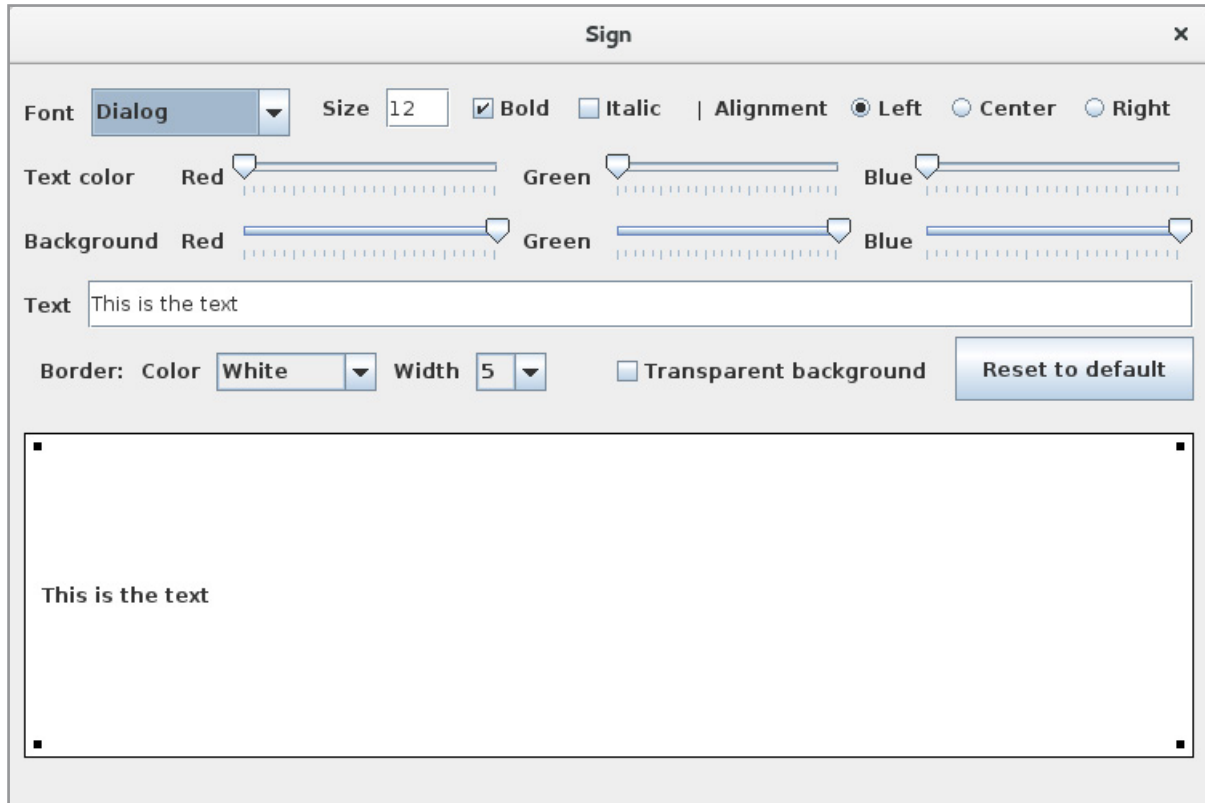 Sign ×
Font Dialog Size 12 Bold Italic | Alignment Left Center Right
Text color Red Green Blue
Background Red Green Blue
Text This is the text
Border: Color White Width 5 Transparent background Reset to default
This is the text